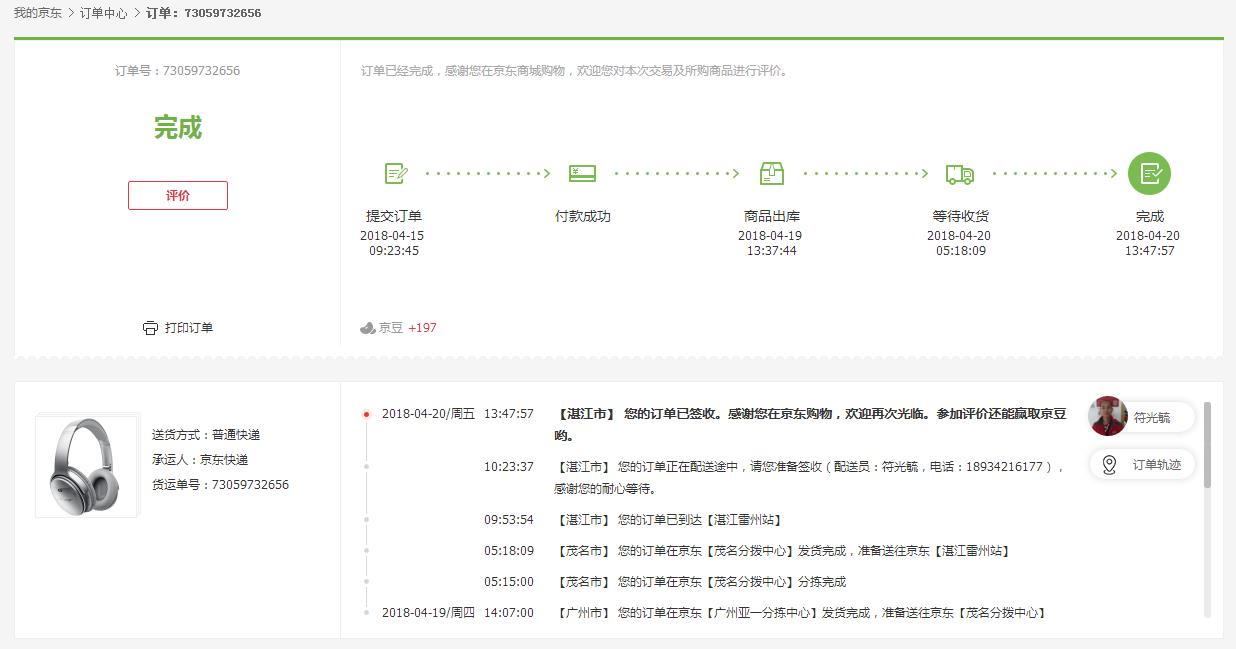 我的京东 > 订单中心 > 订单：73059732656
订单号：73059732656
完成
评价
打印订单
订单已经完成，感谢您在京东商城购物，欢迎您对本次交易及所购商品进行评价。
提交订单
2018-04-15
09:23:45
付款成功
商品出库
2018-04-19
13:37:44
等待收货
2018-04-20
05:18:09
完成
2018-04-20
13:47:57
京豆 +197
送货方式：普通快递
承运人：京东快递
货运单号：73059732656
2018-04-20/周五 13:47:57 【湛江市】 您的订单已签收。感谢您在京东购物，欢迎再次光临。参加评价还能赢取京豆
哟。
10:23:37 【湛江市】 您的订单正在配送途中，请您准备签收（配送员：符光毓，电话：18934216177），
感谢您的耐心等待。
09:53:54 【湛江市】 您的订单已到达【湛江雷州站】
05:18:09 【茂名市】 您的订单在京东【茂名分拨中心】发货完成，准备送往京东【湛江雷州站】
05:15:00 【茂名市】 您的订单在京东【茂名分拨中心】分拣完成
2018-04-19/周四 14:07:00 【广州市】 您的订单在京东【广州亚一分拣中心】发货完成，准备送往京东【茂名分拨中心】
符光毓
订单轨迹